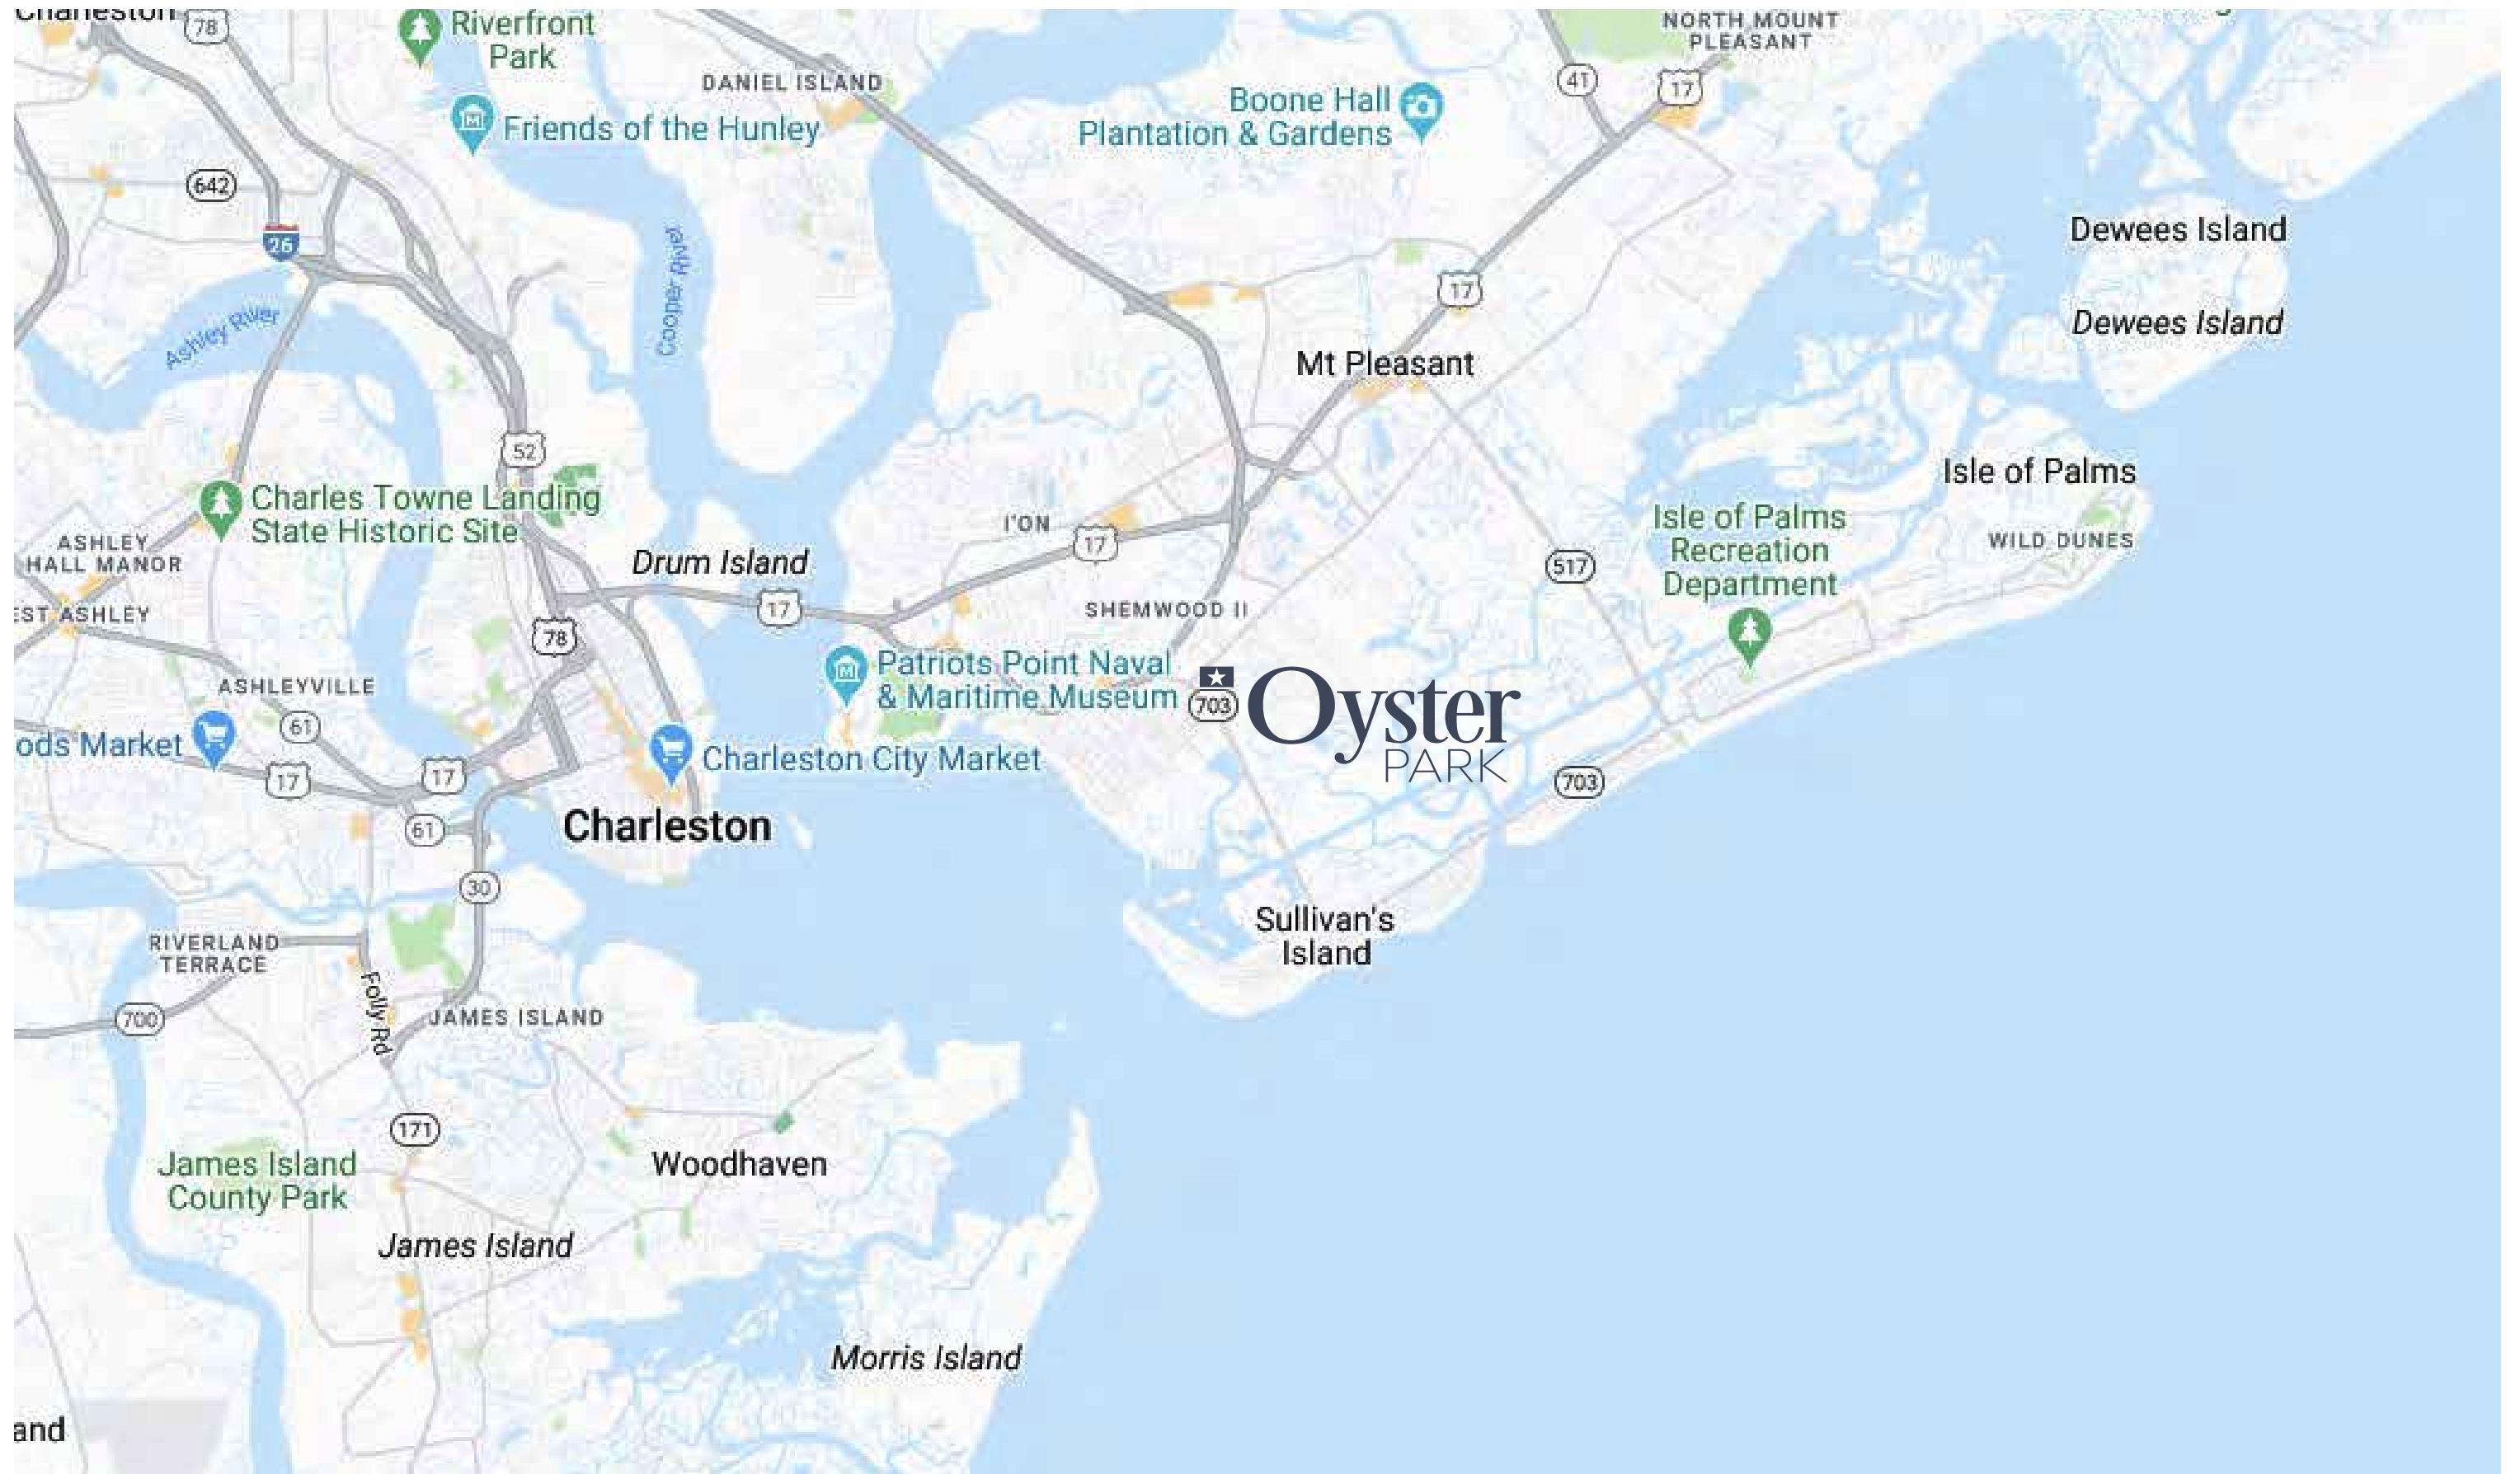 Charleston
78
Riverfront
Park
NORTH MOUNT
PLEASANT
DANIEL ISLAND
41
17
Boone Hall
Plantation & Gardens
Friends of the Hunley
642
26
Dewees Island
Cooper River
17
Ashley River
Dewees Island
Mt Pleasant
52
Isle of Palms
Charles Towne Landing
State Historic Site
Isle of Palms
Recreation
Department
I'ON
17
WILD DUNES
ASHLEY
HALL MANOR
Drum Island
517
EST ASHLEY
17
SHEMWOOD II
78
Patriots Point Naval
& Maritime Museum
703
Oyster
PARK
ASHLEYVILLE
61
ods Market
Charleston City Market
17
17
703
Charleston
61
30
Sullivan's
Island
RIVERLAND
TERRACE
Folly Rd
700
JAMES ISLAND
171
James Island
County Park
Woodhaven
James Island
Morris Island
and